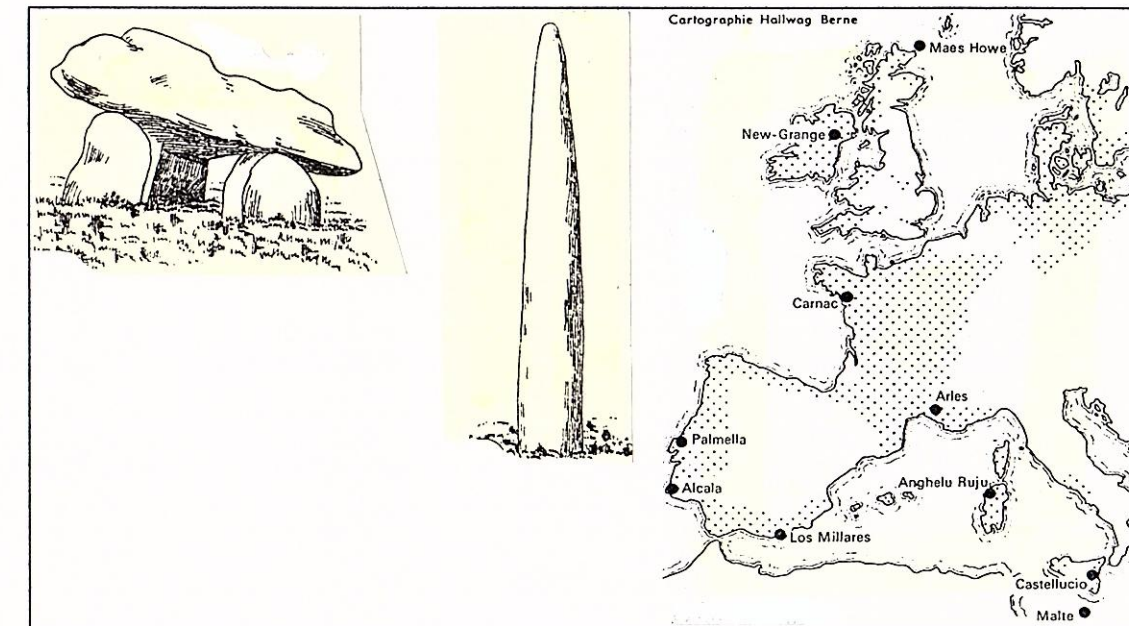 Cartographie Hallwag Berne
Maes Howe
New-Grange
Carnac
Arles
Palmella
Anghelu Ruju
Alcala
Los Millares
Castellucio
Malte